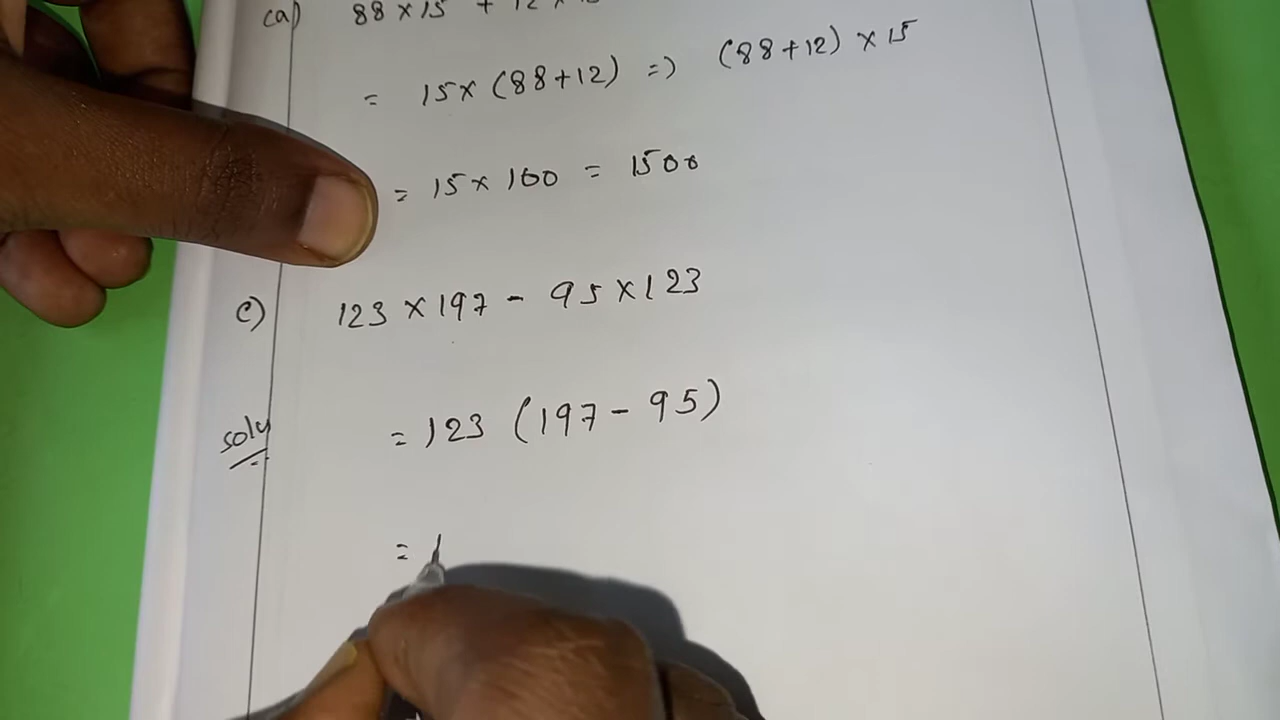 (a) 88 × 15 + 12 ×
= 15 × (88+12) => (88+12) × 15
= 15 × 100 = 1500
c) 123 × 197 - 95 × 123
Soln = 123 (197 - 95)
= 1